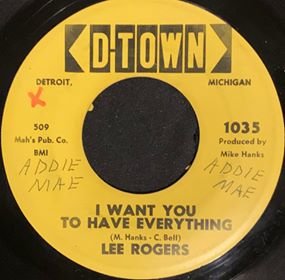 D-TOWN
DETROIT,
MICHIGAN
509
Mah's Pub. Co.
BMI
1035
Produced by
Mike Hanks
ADDIE
MAE
ADDIE
MAE
I WANT YOU
TO HAVE EVERYTHING
(M. Hanks - C. Bell)
LEE ROGERS